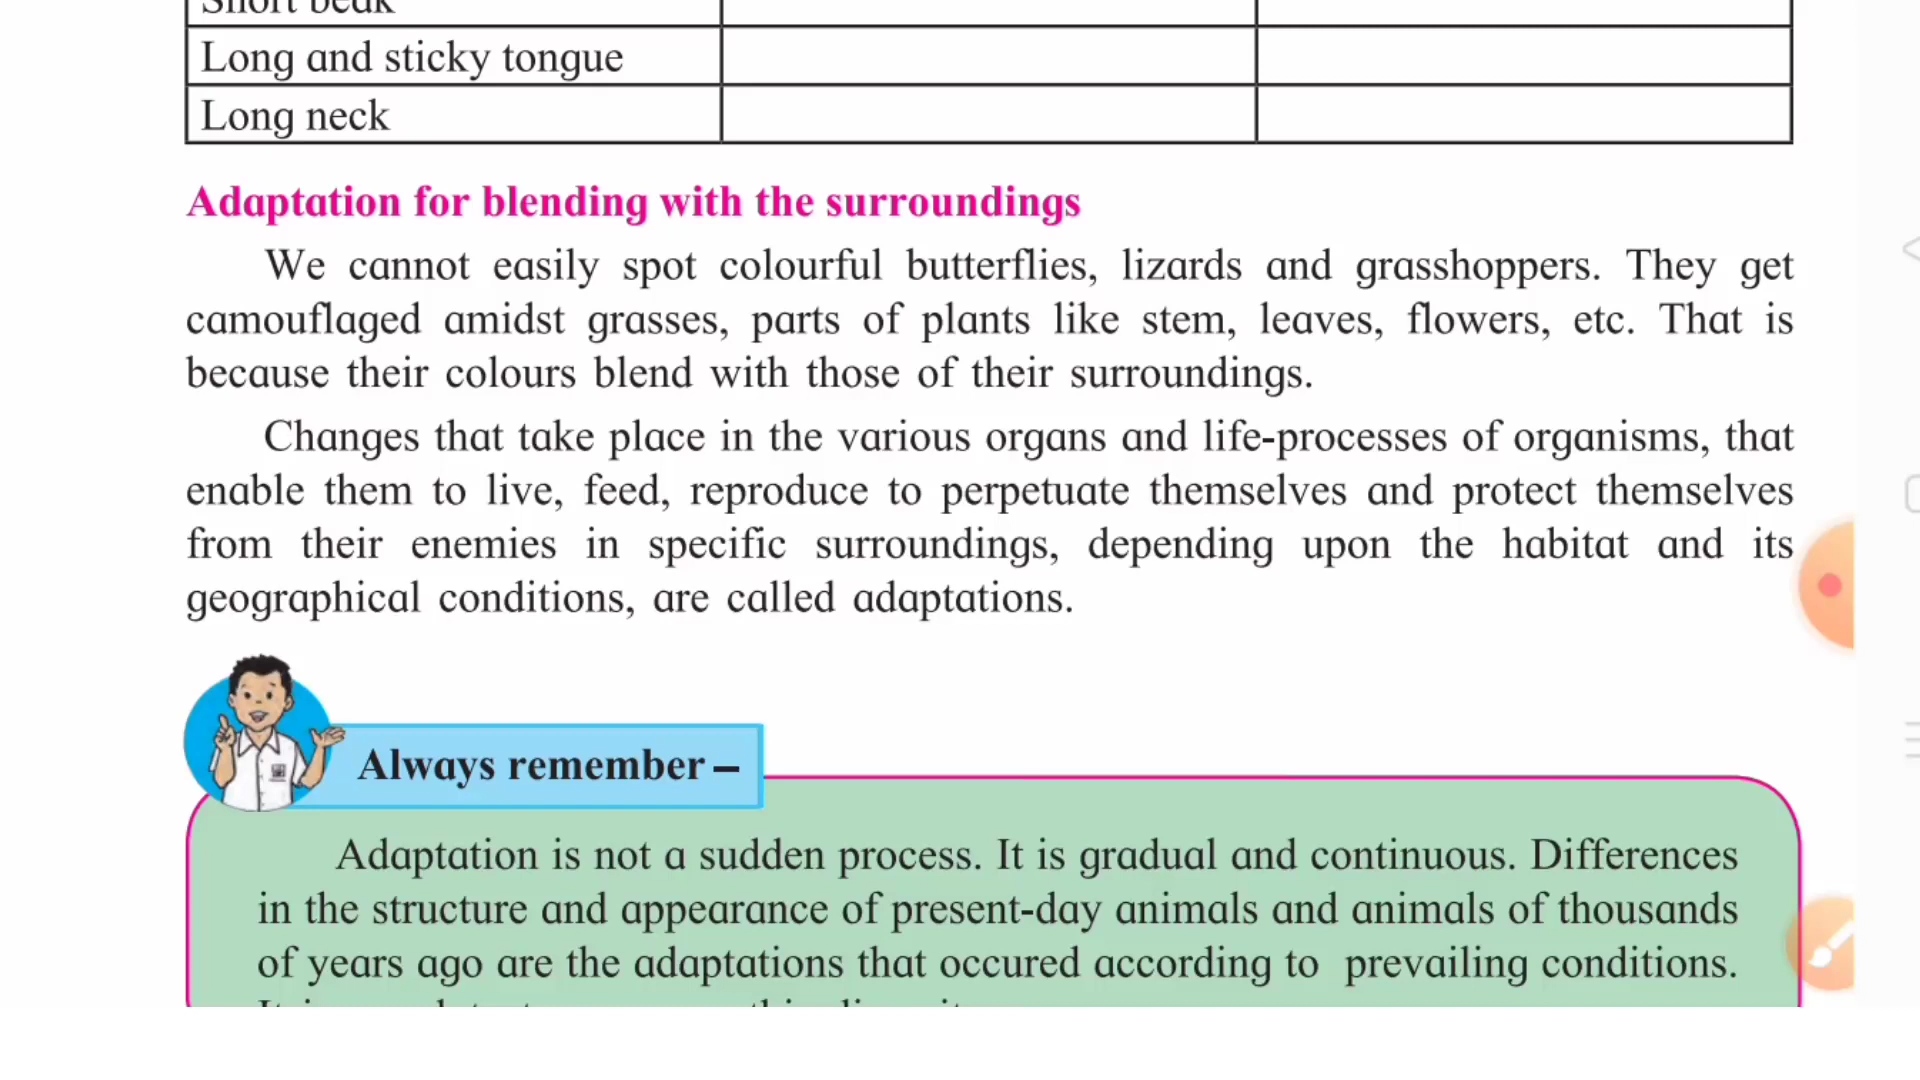 Short beak
Long and sticky tongue
Long neck
Adaptation for blending with the surroundings
We cannot easily spot colourful butterflies, lizards and grasshoppers. They get
camouflaged amidst grasses, parts of plants like stem, leaves, flowers, etc. That is
because their colours blend with those of their surroundings.
Changes that take place in the various organs and life-processes of organisms, that
enable them to live, feed, reproduce to perpetuate themselves and protect themselves
from their enemies in specific surroundings, depending upon the habitat and its
geographical conditions, are called adaptations.
Always remember –
Adaptation is not a sudden process. It is gradual and continuous. Differences
in the structure and appearance of present-day animals and animals of thousands
of years ago are the adaptations that occured according to prevailing conditions.